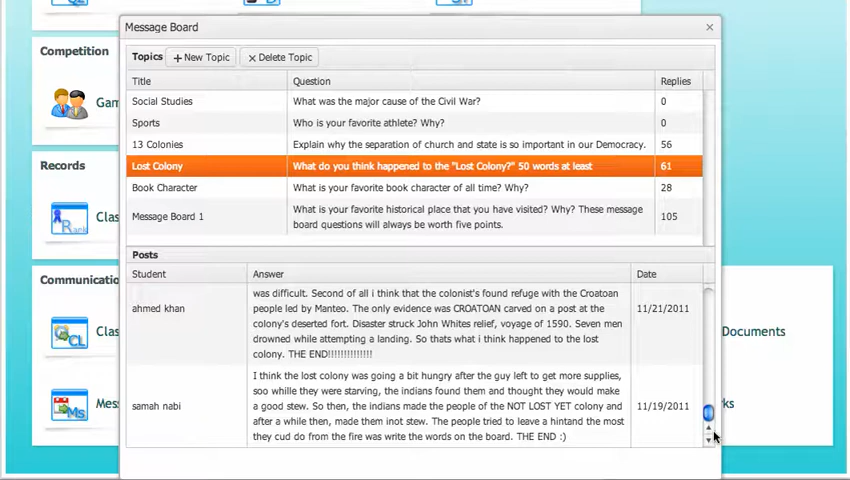 Message Board
Topics New Topic Delete Topic
Title Question Replies
Social Studies What was the major cause of the Civil War? 0
Sports Who is your favorite athlete? Why? 0
13 Colonies Explain why the separation of church and state is so important in our Democracy. 56
Lost Colony What do you think happened to the "Lost Colony?" 50 words at least 61
Book Character What is your favorite book character of all time? Why? 28
Message Board 1 What is your favorite historical place that you have visited? Why? These message
board questions will always be worth five points. 105
Posts
Student Answer Date
was difficult. Second of all i think that the colonist's found refuge with the Croatoan
ahmed khan people led by Manteo. The only evidence was CROATOAN carved on a post at the 11/21/2011
colony's deserted fort. Disaster struck John Whites relief, voyage of 1590. Seven men
drowned while attempting a landing. So thats what i think happened to the lost
colony. THE END!!!!!!!!!!!!!!
I think the lost colony was going a bit hungry after the guy left to get more supplies,
soo whille they were starving, the indians found them and thought they would make
samah nabi a good stew. So then, the indians made the people of the NOT LOST YET colony and 11/19/2011
after a while then, made them inot stew. The people tried to leave a hintand the most
they cud do from the fire was write the words on the board. THE END :)
Competition
Gam
Records
Rank
Clas
Communicatio
CL
Clas
Documents
Ms
Mes
rks